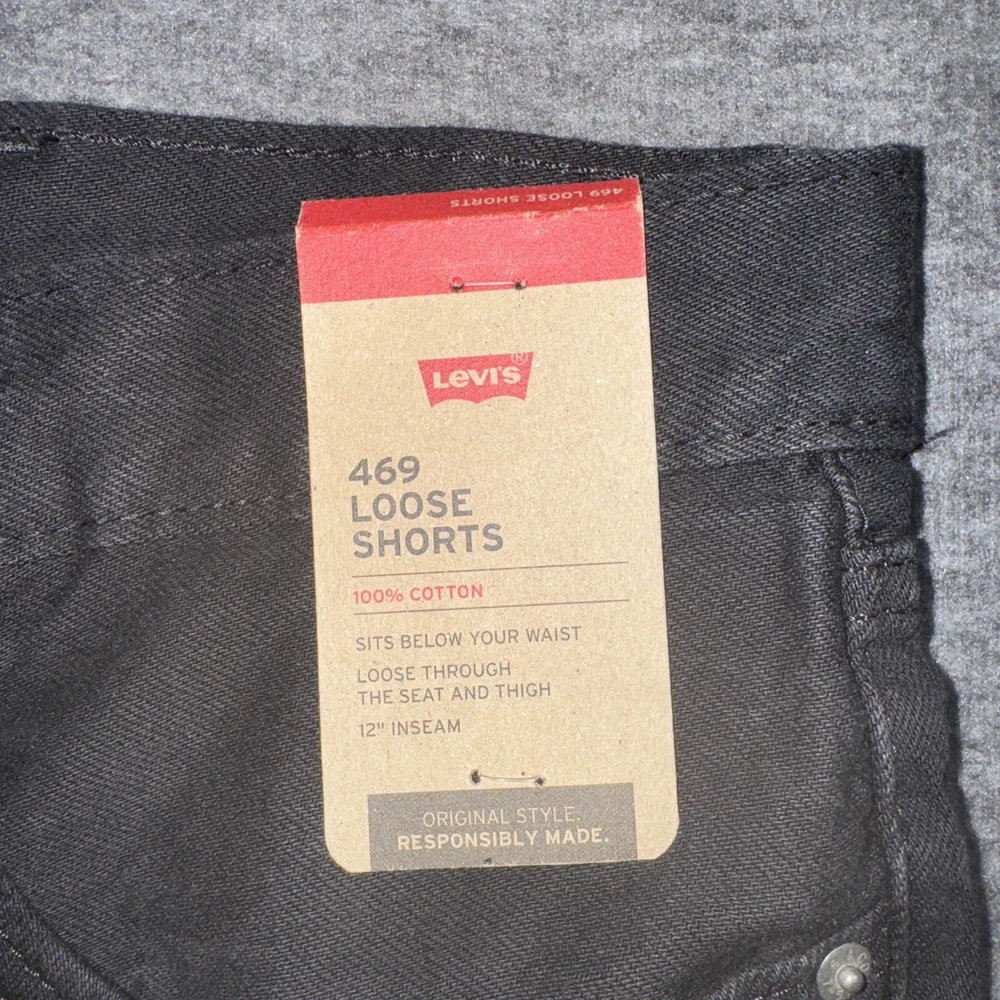 469 LOOSE SHORTS
LEVI'S®
469
LOOSE
SHORTS
100% COTTON
SITS BELOW YOUR WAIST
LOOSE THROUGH
THE SEAT AND THIGH
12" INSEAM
ORIGINAL STYLE.
RESPONSIBLY MADE.